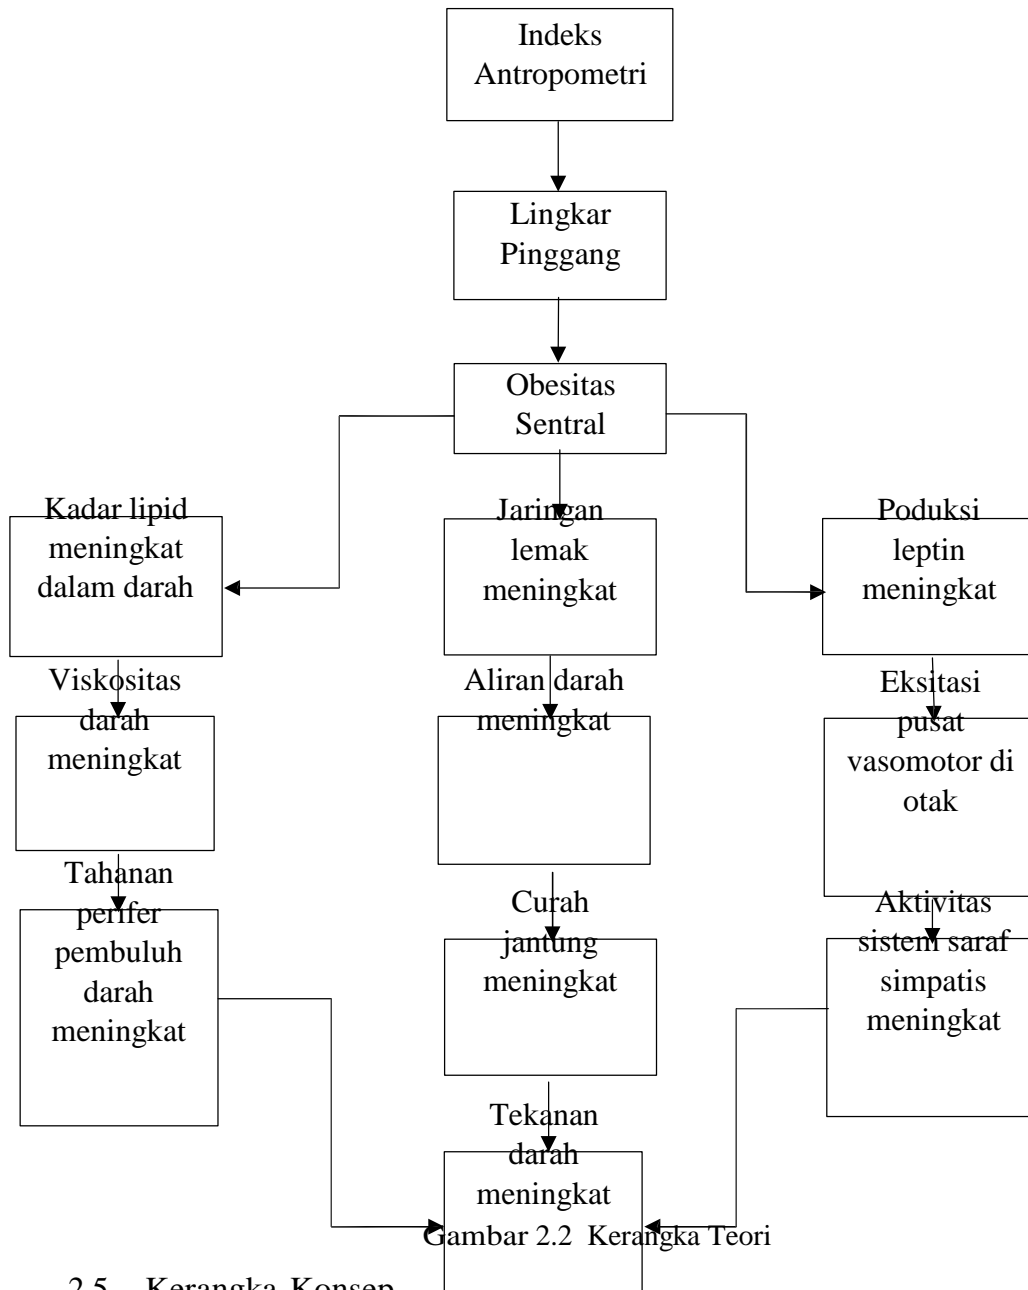 Indeks
Antropometri
Lingkar
Pinggang
Obesitas
Sentral
Kadar lipid
meningkat
dalam darah
Jaringan
lemak
meningkat
Poduksi
leptin
meningkat
Viskositas
darah
meningkat
Aliran darah
meningkat
Eksitasi
pusat
vasomotor di
otak
Tahanan
perifer
pembuluh
darah
meningkat
Curah
jantung
meningkat
Aktivitas
sistem saraf
simpatis
meningkat
Tekanan
darah
meningkat
Gambar 2.2 Kerangka Teori
2.5 Kerangka Konsep